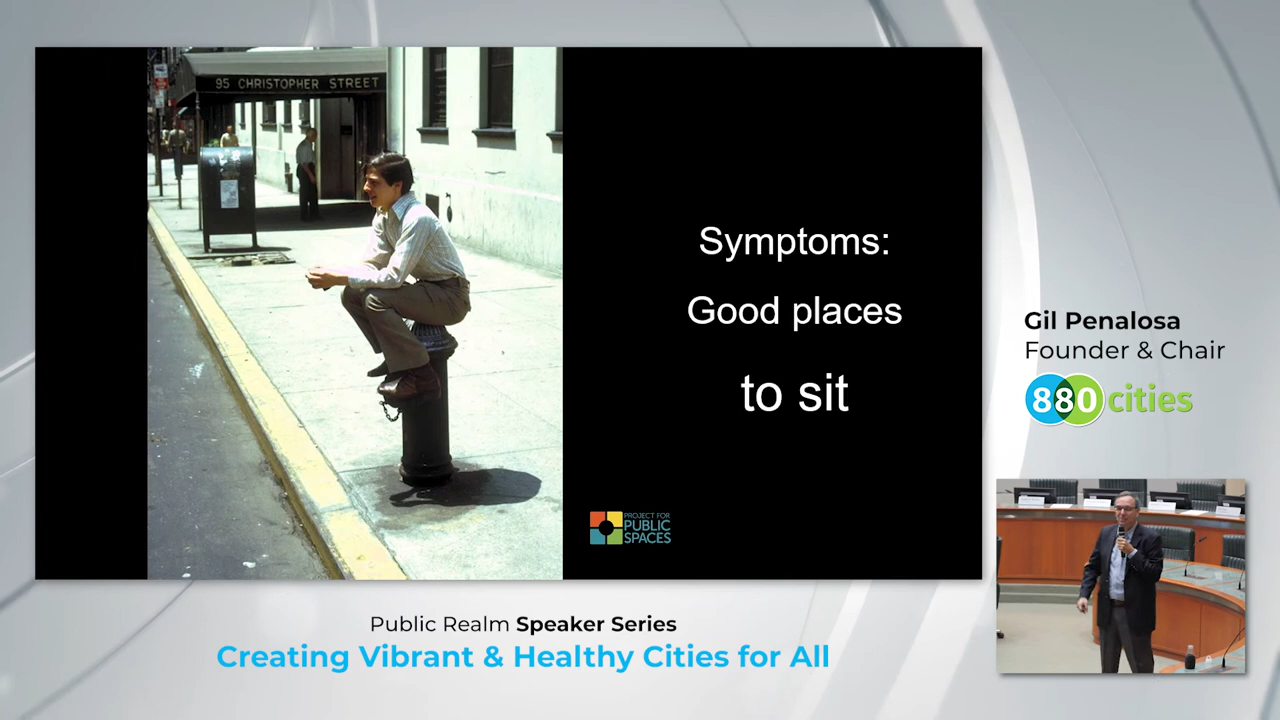 95 CHRISTOPHER STREET
Symptoms:
Good places
to sit
PROJECT FOR
PUBLIC
SPACES
Gil Penalosa
Founder & Chair
880 cities
Public Realm Speaker Series
Creating Vibrant & Healthy Cities for All